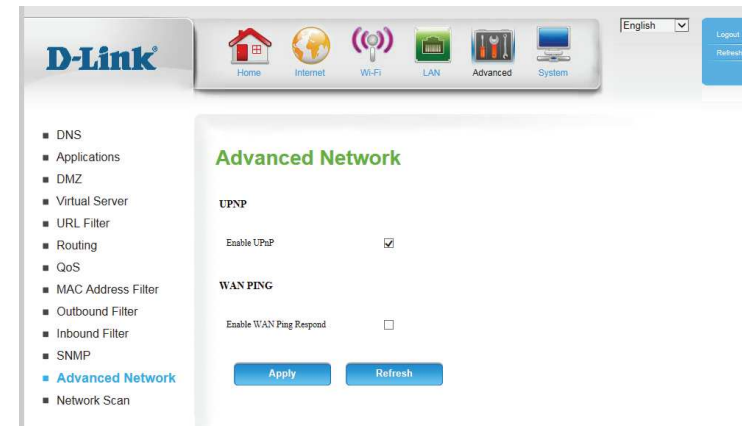 English
Logout
Refresh
D-Link
Home Internet Wi-Fi LAN Advanced System
DNS
Applications
DMZ
Virtual Server
URL Filter
Routing
QoS
MAC Address Filter
Outbound Filter
Inbound Filter
SNMP
Advanced Network
Network Scan
Advanced Network
UPNP
Enable UPnP
WAN PING
Enable WAN Ping Respond
Apply Refresh